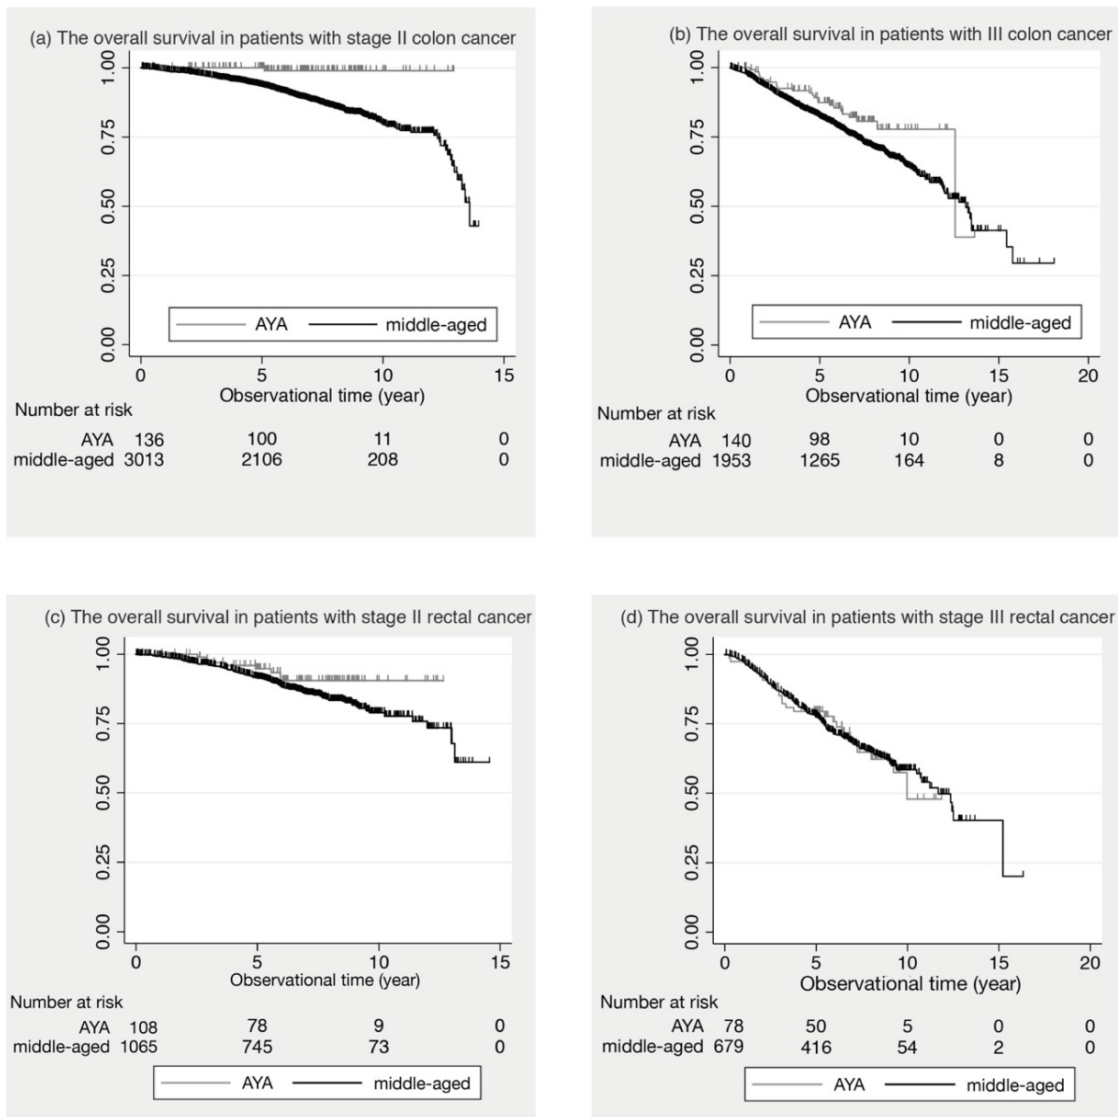 (a) The overall survival in patients with stage II colon cancer
1.00
0.75
0.50
0.25
0.00
AYA middle-aged
0 5 10 15
Observational time (year)
Number at risk
AYA 136 100 11 0
middle-aged 3013 2106 208 0
(b) The overall survival in patients with III colon cancer
1.00
0.75
0.50
0.25
0.00
AYA middle-aged
0 5 10 15 20
Observational time (year)
Number at risk
AYA 140 98 10 0 0
middle-aged 1953 1265 164 8 0
(c) The overall survival in patients with stage II rectal cancer
1.00
0.75
0.50
0.25
0.00
0 5 10 15
Observational time (year)
Number at risk
AYA 108 78 9 0
middle-aged 1065 745 73 0
AYA middle-aged
(d) The overall survival in patients with stage III rectal cancer
1.00
0.75
0.50
0.25
0.00
0 5 10 15 20
Observational time (year)
Number at risk
AYA 78 50 5 0 0
middle-aged 679 416 54 2 0
AYA middle-aged